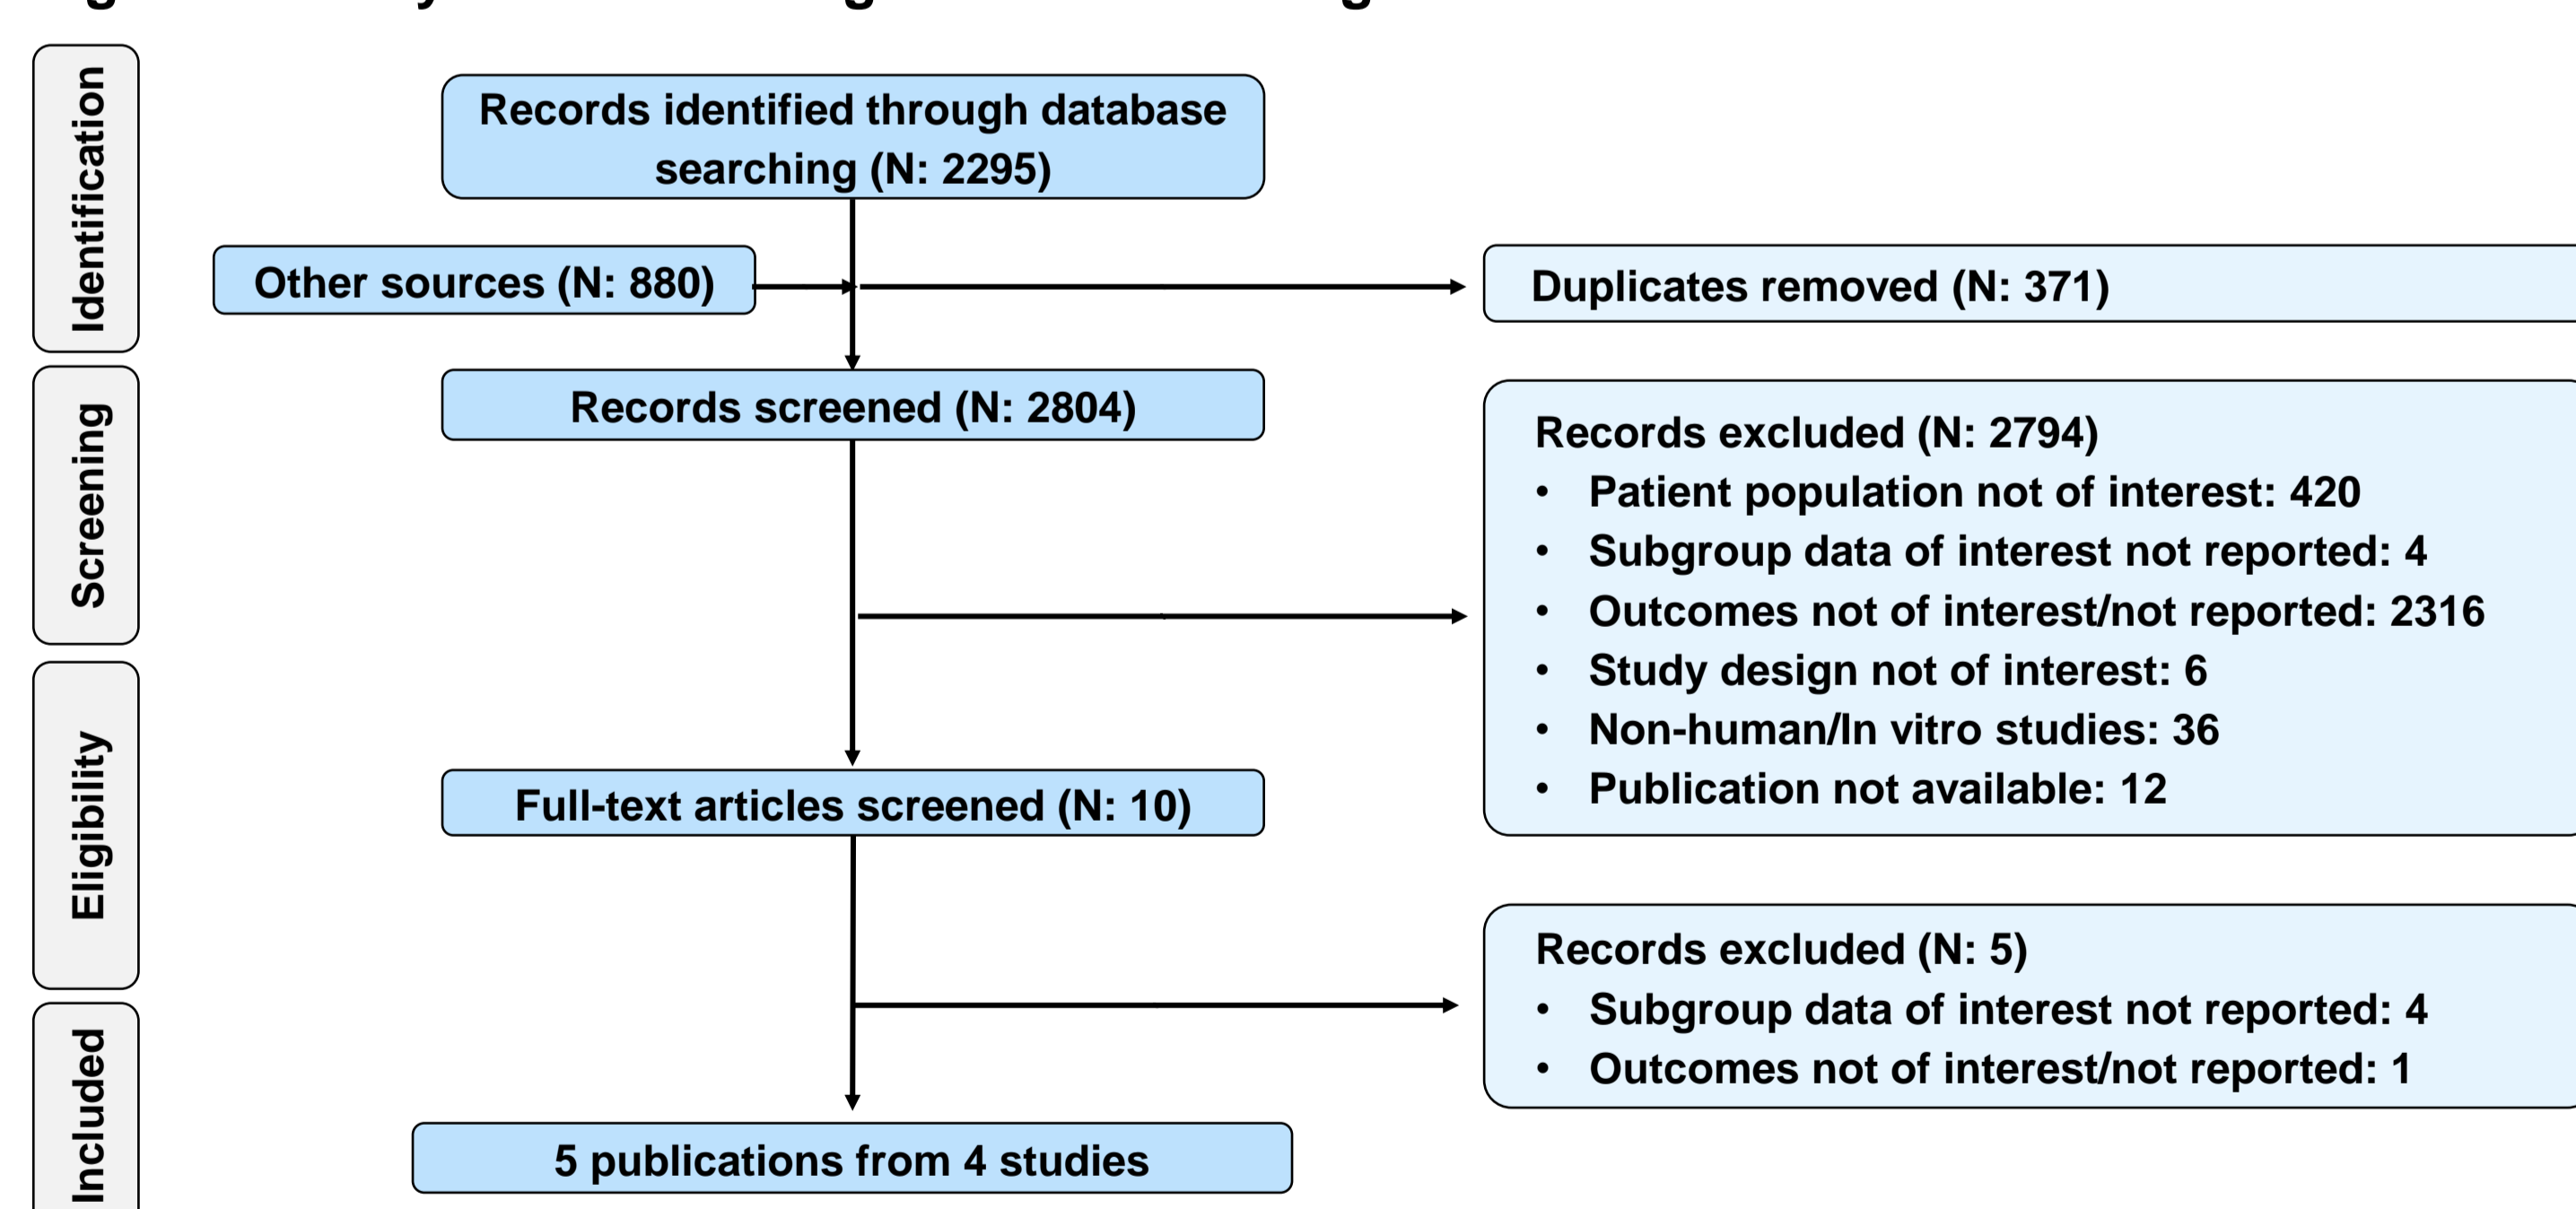 Identification
Records identified through database
searching (N: 2295)
Other sources (N: 880)
Duplicates removed (N: 371)
Screening
Records screened (N: 2804)
Records excluded (N: 2794)
• Patient population not of interest: 420
• Subgroup data of interest not reported: 4
• Outcomes not of interest/not reported: 2316
• Study design not of interest: 6
• Non-human/In vitro studies: 36
• Publication not available: 12
Eligibility
Full-text articles screened (N: 10)
Records excluded (N: 5)
• Subgroup data of interest not reported: 4
• Outcomes not of interest/not reported: 1
Included
5 publications from 4 studies